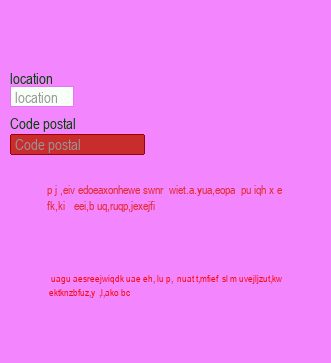 location
location
Code postal
Code postal
p j ,eiv edoeaxonhewe swnr wiet.a.yua,eopa pu iqh x e
fk,ki eei,b uq,ruqp,jexejfi
uagu aesreejwiqdk uae eh, lu p, nuat t,mfief sl m uvejljzut,kw
ektknzbfuz,y ,l,ako bc